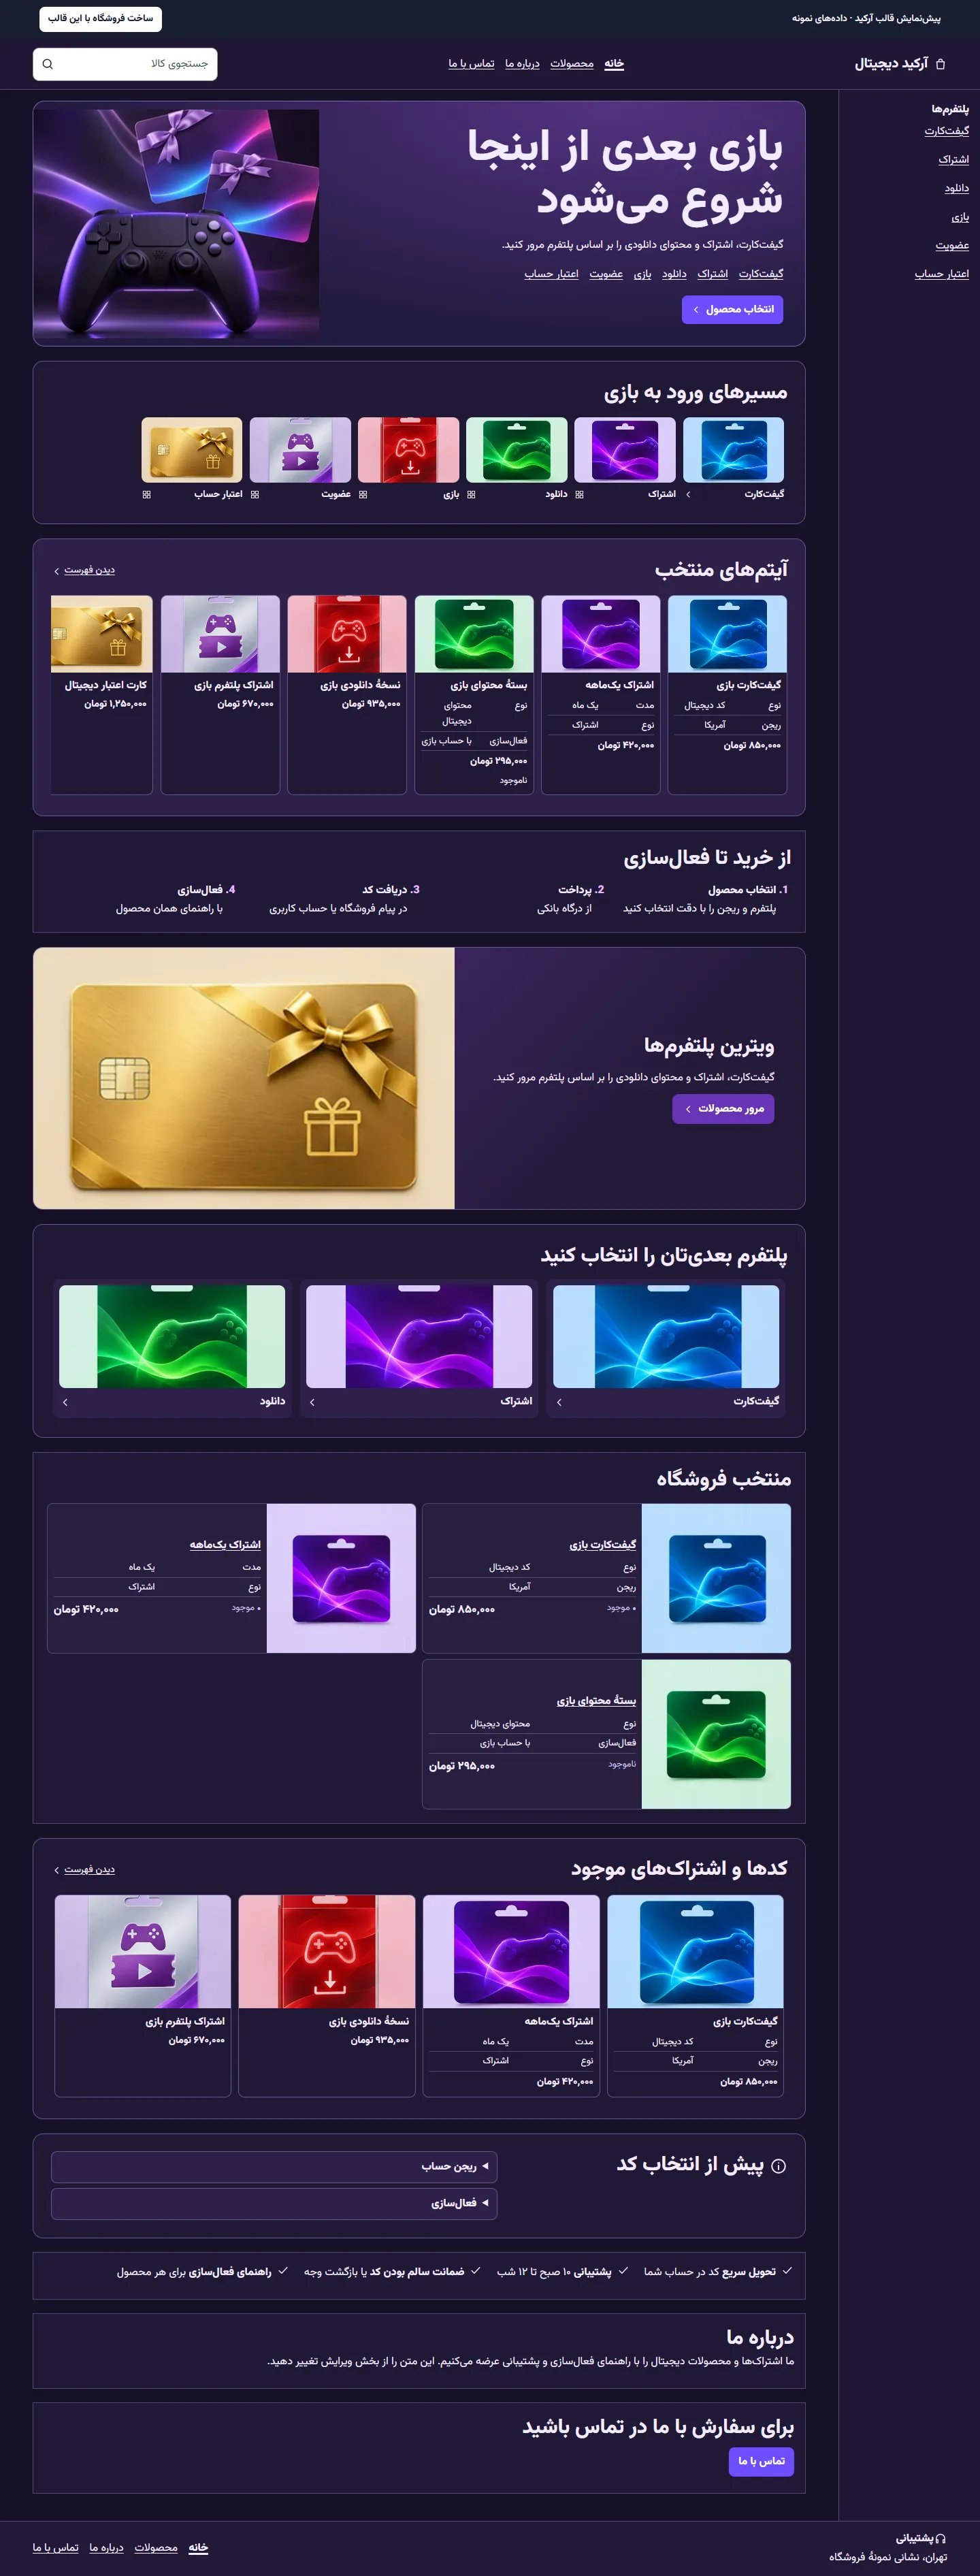 پیش‌نمایش قالب آرکید · داده‌های نمونه
ساخت فروشگاه با این قالب
آرکید دیجیتال
خانه محصولات درباره ما تماس با ما
جستجوی کالا
پلتفرم‌ها
گیفت‌کارت
اشتراک
دانلود
بازی
عضویت
اعتبار حساب
بازی بعدی از اینجا
شروع می‌شود
گیفت‌کارت، اشتراک و محتوای دانلودی را بر اساس پلتفرم مرور کنید.
گیفت‌کارت اشتراک دانلود بازی عضویت اعتبار حساب
انتخاب محصول
مسیرهای ورود به بازی
گیفت‌کارت اشتراک دانلود بازی عضویت اعتبار حساب
آیتم‌های منتخب
دیدن فهرست
گیفت‌کارت بازی
نوع کد دیجیتال
ریجن آمریکا
۸۵۰,۰۰۰ تومان
اشتراک یک‌ماهه
مدت یک ماه
نوع اشتراک
۴۲۰,۰۰۰ تومان
بستهٔ محتوای بازی
نوع محتوای
دیجیتال
فعال‌سازی با حساب بازی
۲۹۵,۰۰۰ تومان
ناموجود
نسخهٔ دانلودی بازی
۹۳۵,۰۰۰ تومان
اشتراک پلتفرم بازی
۶۷۰,۰۰۰ تومان
کارت اعتبار دیجیتال
۱,۲۵۰,۰۰۰ تومان
از خرید تا فعال‌سازی
1. انتخاب محصول
پلتفرم و ریجن را با دقت انتخاب کنید
2. پرداخت
از درگاه بانکی
3. دریافت کد
در پیام فروشگاه یا حساب کاربری
4. فعال‌سازی
با راهنمای همان محصول
ویترین پلتفرم‌ها
گیفت‌کارت، اشتراک و محتوای دانلودی را بر اساس پلتفرم مرور کنید.
مرور محصولات
پلتفرم بعدی‌تان را انتخاب کنید
گیفت‌کارت
اشتراک
دانلود
منتخب فروشگاه
گیفت‌کارت بازی
نوع کد دیجیتال
ریجن آمریکا
• موجود ۸۵۰,۰۰۰ تومان
اشتراک یک‌ماهه
مدت یک ماه
نوع اشتراک
• موجود ۴۲۰,۰۰۰ تومان
بستهٔ محتوای بازی
نوع محتوای دیجیتال
فعال‌سازی با حساب بازی
ناموجود ۲۹۵,۰۰۰ تومان
کدها و اشتراک‌های موجود
دیدن فهرست
گیفت‌کارت بازی
نوع کد دیجیتال
ریجن آمریکا
۸۵۰,۰۰۰ تومان
اشتراک یک‌ماهه
مدت یک ماه
نوع اشتراک
۴۲۰,۰۰۰ تومان
نسخهٔ دانلودی بازی
۹۳۵,۰۰۰ تومان
اشتراک پلتفرم بازی
۶۷۰,۰۰۰ تومان
پیش از انتخاب کد
ریجن حساب
فعال‌سازی
تحویل سریع کد در حساب شما
پشتیبانی ۱۰ صبح تا ۱۲ شب
ضمانت سالم بودن کد یا بازگشت وجه
راهنمای فعال‌سازی برای هر محصول
درباره ما
ما اشتراک‌ها و محصولات دیجیتال را با راهنمای فعال‌سازی و پشتیبانی عرضه می‌کنیم. این متن را از بخش ویرایش تغییر دهید.
برای سفارش با ما در تماس باشید
تماس با ما
پشتیبانی
تهران، نشانی نمونهٔ فروشگاه
خانه محصولات درباره ما تماس با ما